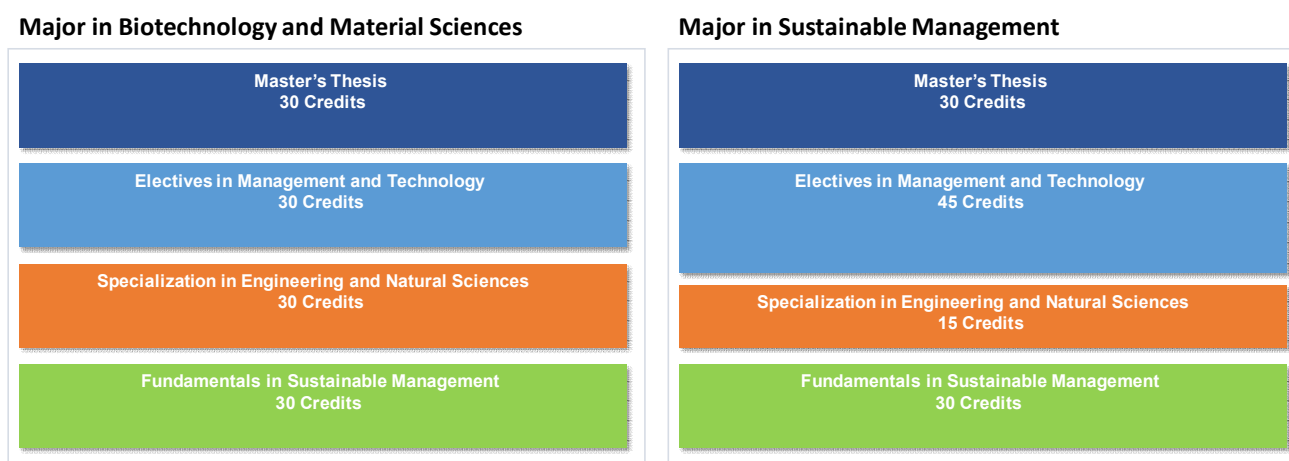 Major in Biotechnology and Material Sciences
Master's Thesis
30 Credits
Electives in Management and Technology
30 Credits
Specialization in Engineering and Natural Sciences
30 Credits
Fundamentals in Sustainable Management
30 Credits
Major in Sustainable Management
Master's Thesis
30 Credits
Electives in Management and Technology
45 Credits
Specialization in Engineering and Natural Sciences
15 Credits
Fundamentals in Sustainable Management
30 Credits